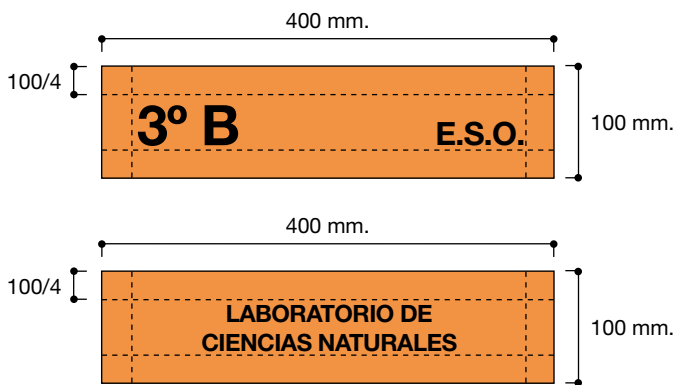 400 mm.
100/4
3º B
E.S.O.
100 mm.
400 mm.
100/4
LABORATORIO DE
CIENCIAS NATURALES
100 mm.